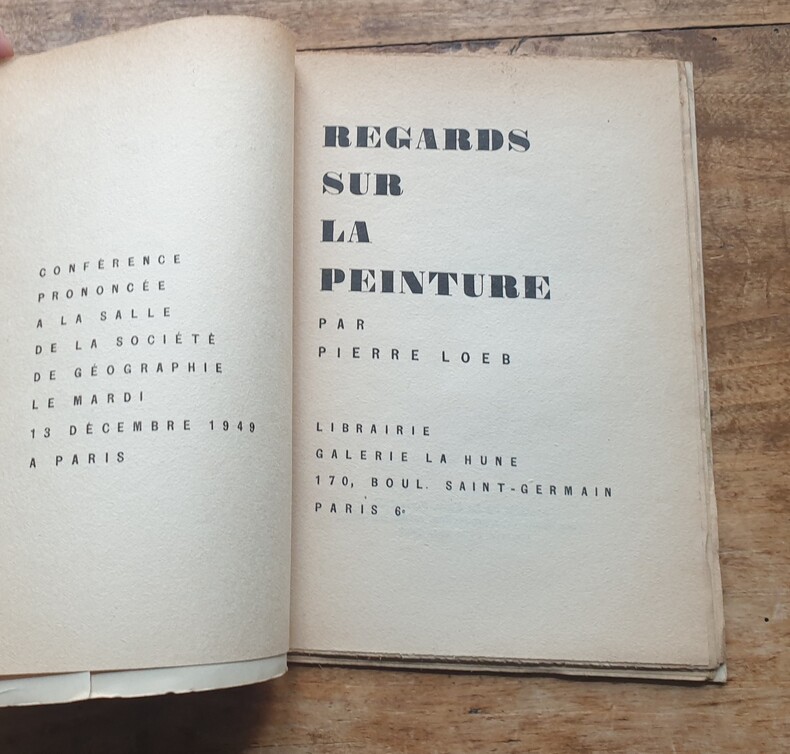 CONFÉRENCE
PRONONCÉE
A LA SALLE
DE LA SOCIÉTÉ
DE GÉOGRAPHIE
LE MARDI
13 DÉCEMBRE 1949
A PARIS
REGARDS
SUR
LA
PEINTURE
PAR
PIERRE LOEB
LIBRAIRIE
GALERIE LA HUNE
170, BOUL. SAINT-GERMAIN
PARIS 6ᵉ